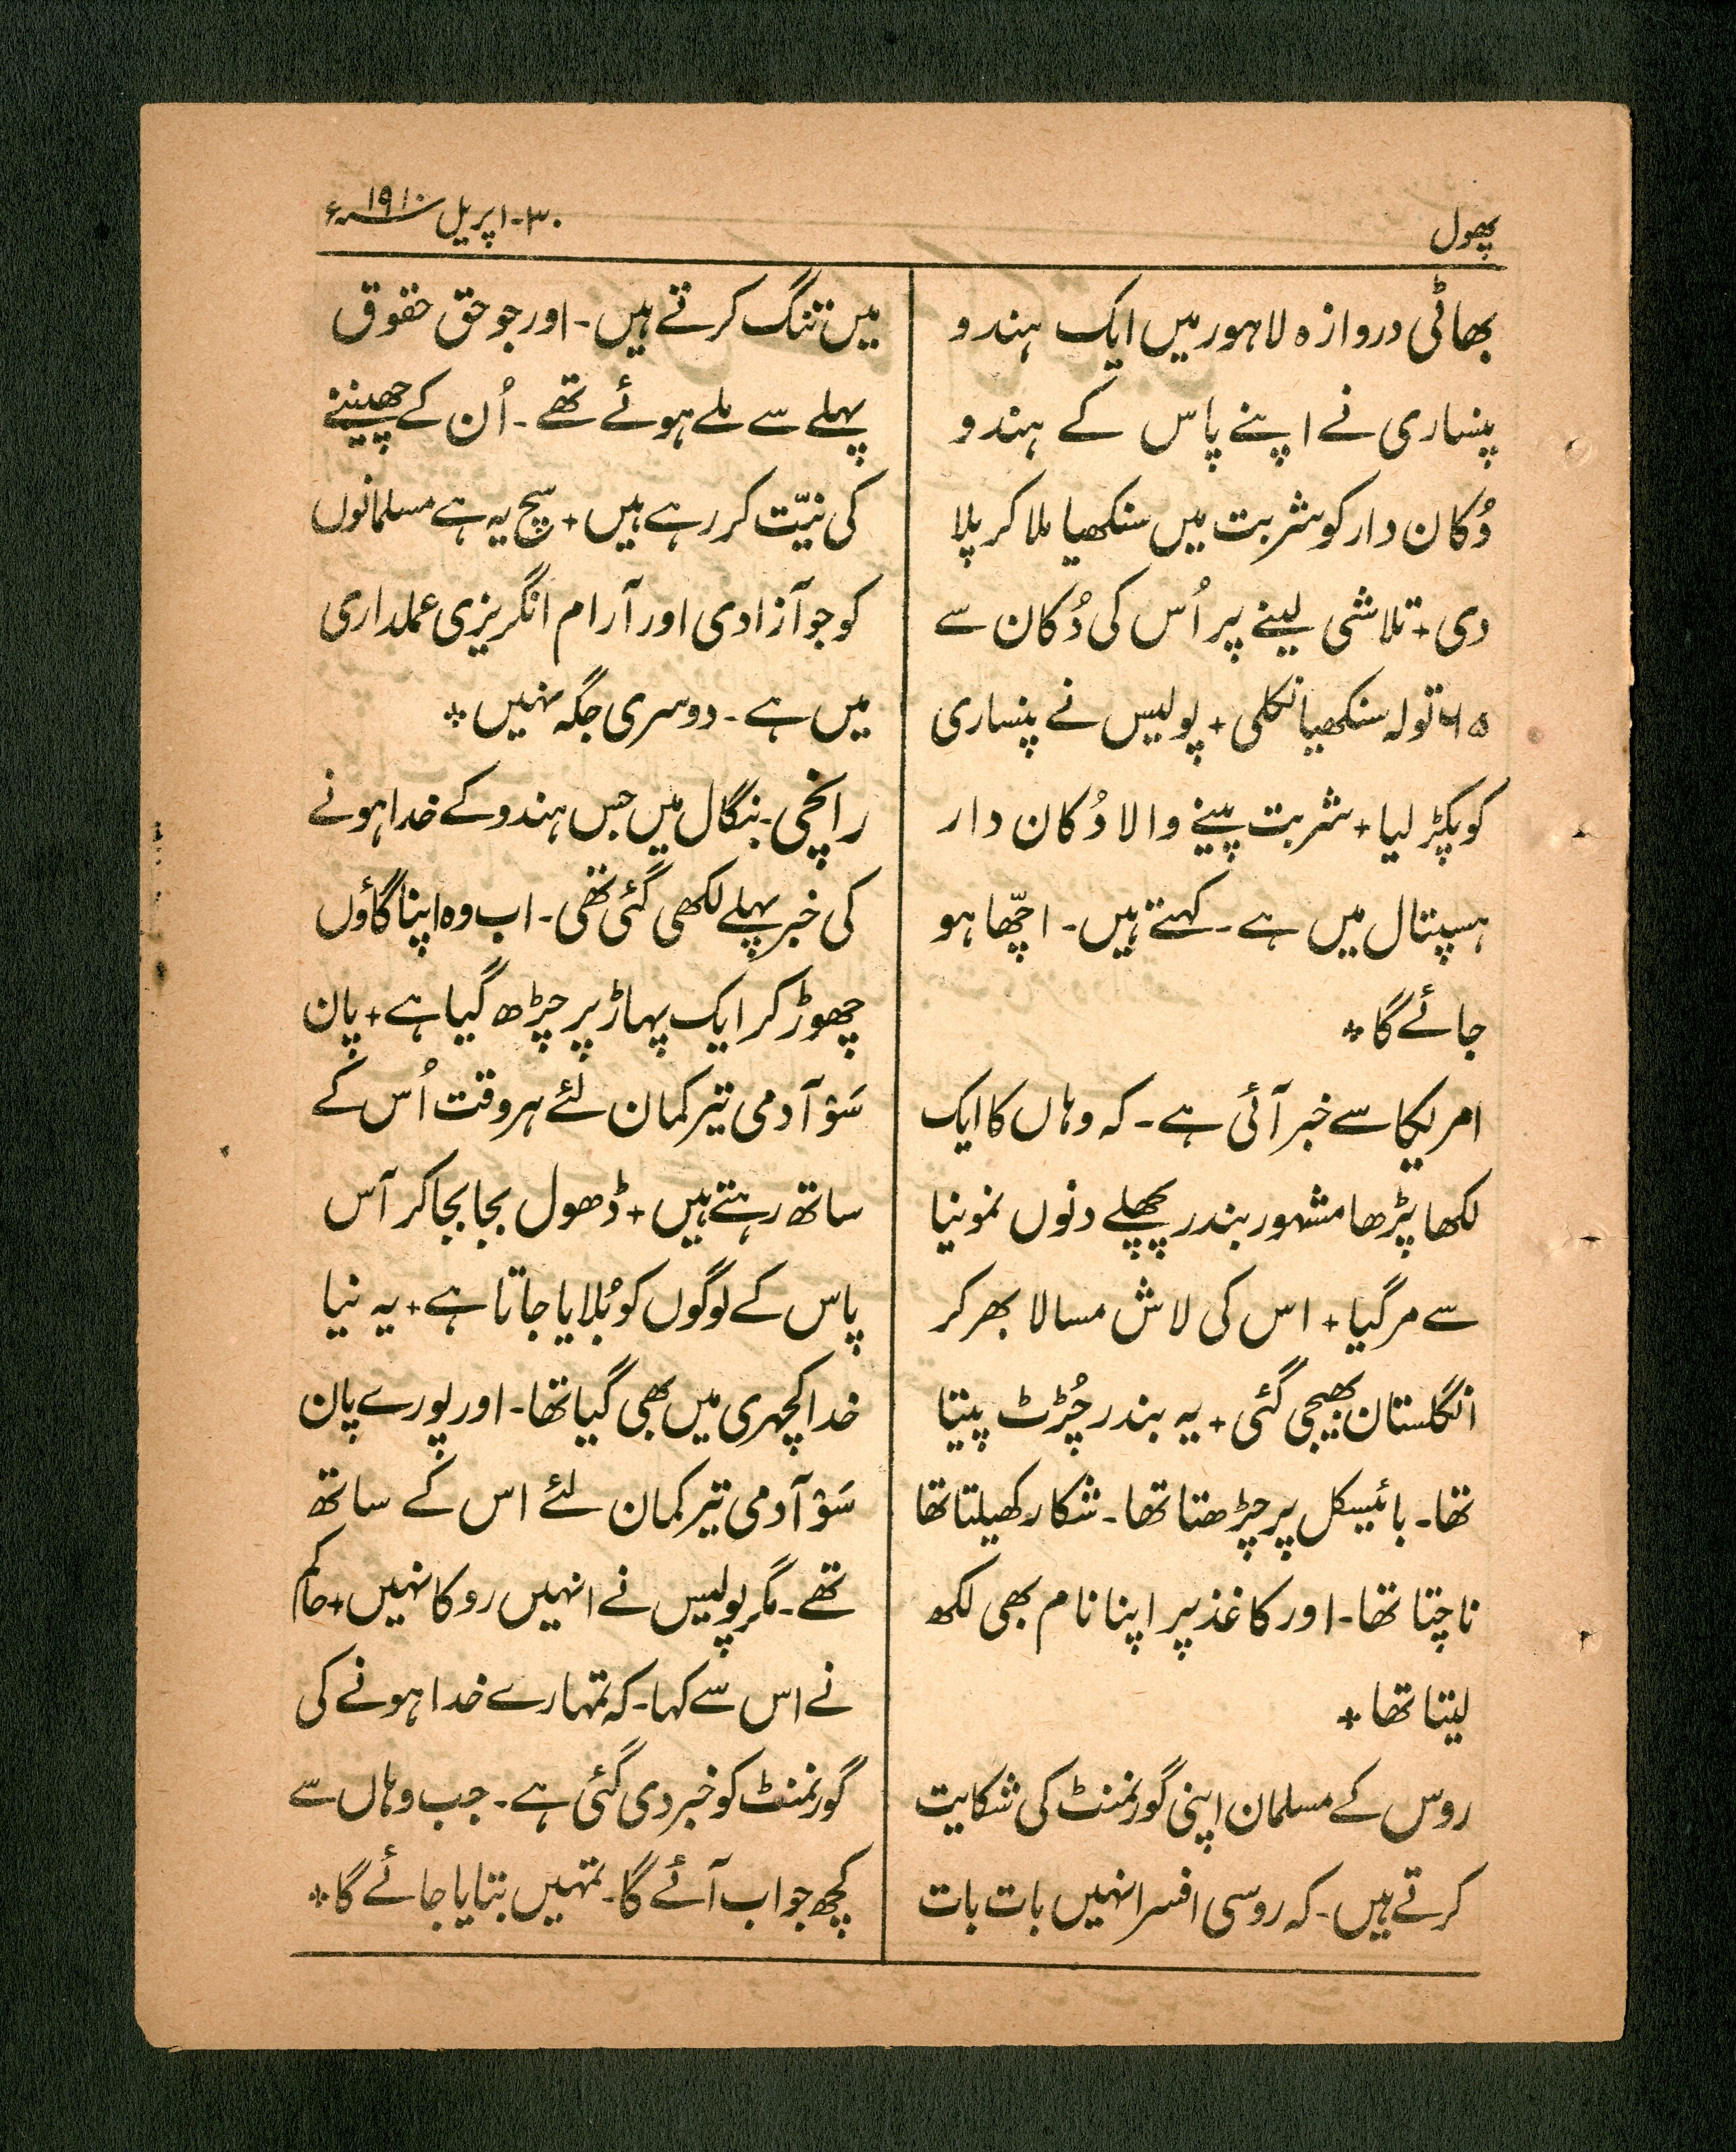 پھول
۳۰-اپریل سنہ ۱۹۱۰ء
بھاٹی دروازہ لاہور میں ایک ہندو
پنساری نے اپنے پاس کے ہندو
دُکان دار کو شربت میں سنکھیا ملا کر پلا
دی + تلاشی لینے پر اُس کی دُکان سے
۶۵ تولہ سنکھیا نکلی + پولیس نے پنساری
کو پکڑ لیا + شربت پینے والا دُکان دار
ہسپتال میں ہے - کہتے ہیں - اچّھا ہو
جائے گا ٭
امریکا سے خبر آئی ہے - کہ وہاں کا ایک
لکھا پڑھا مشہور بندر پچھلے دنوں نمونیا
سے مر گیا + اس کی لاش مسالا بھر کر
انگلستان بھیجی گئی + یہ بندر چُرٹ پیتا
تھا - بائیسکل پر چڑھتا تھا - شکار کھیلتا تھا
ناچتا تھا - اور کاغذ پر اپنا نام بھی لکھ
لیتا تھا ٭
روس کے مسلمان اپنی گورنمنٹ کی شکایت
کرتے ہیں - کہ روسی افسر انہیں بات بات
میں تنگ کرتے ہیں - اور جو حق حقوق
پہلے سے ملے ہوئے تھے - اُن کے چھیننے
کی نیّت کر رہے ہیں + سچ یہ ہے مسلمانوں
کو جو آزادی اور آرام انگریزی عملداری
میں ہے - دوسری جگہ نہیں ٭
رانچی - بنگال میں جس ہندو کے خدا ہونے
کی خبر پہلے لکھی گئی تھی - اب وہ اپنا گاؤں
چھوڑ کر ایک پہاڑ پر چڑھ گیا ہے + پان
سَو آدمی تیر کمان لئے ہر وقت اُس کے
ساتھ رہتے ہیں + ڈھول بجا بجا کر آس
پاس کے لوگوں کو بُلایا جاتا ہے + یہ نیا
خدا کچہری میں بھی گیا تھا - اور پورے پان
سَو آدمی تیر کمان لئے اس کے ساتھ
تھے - مگر پولیس نے انہیں روکا نہیں + حاکم
نے اس سے کہا - کہ تمہارے خدا ہونے کی
گورنمنٹ کو خبر دی گئی ہے - جب وہاں سے
کچھ جواب آئے گا - تمہیں بتایا جائے گا ٭